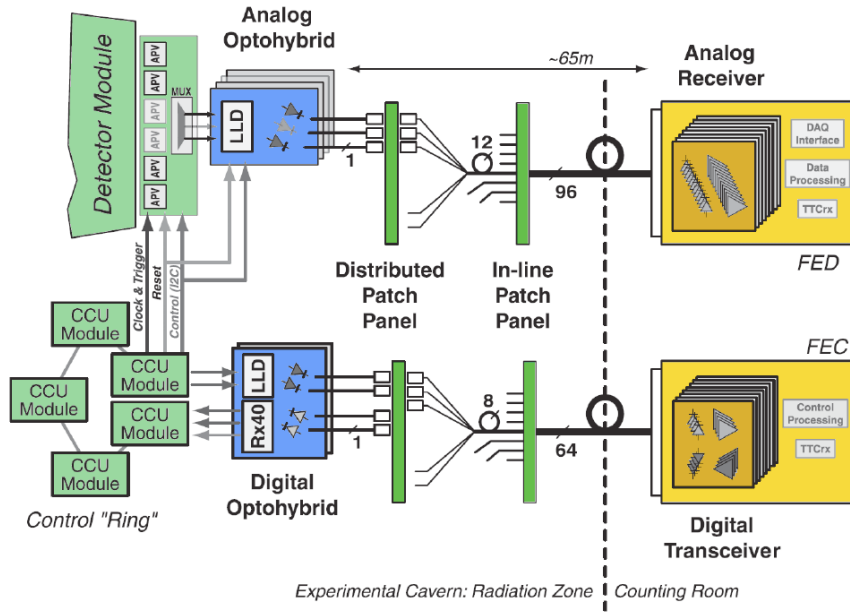 Analog
Optohybrid
~65m
Analog
Receiver
Detector Module
APV
APV
APV
APV
APV
APV
MUX
LLD
1
12
96
DAQ
Interface
Data
Processing
TTCrx
FED
Clock & Trigger
Reset
Control (I2C)
Distributed
Patch
Panel
In-line
Patch
Panel
FEC
CCU
Module
CCU
Module
CCU
Module
CCU
Module
CCU
Module
LLD
Rx40
1
8
64
Control
Processing
TTCrx
Control "Ring"
Digital
Optohybrid
Digital
Transceiver
Experimental Cavern: Radiation Zone
Counting Room